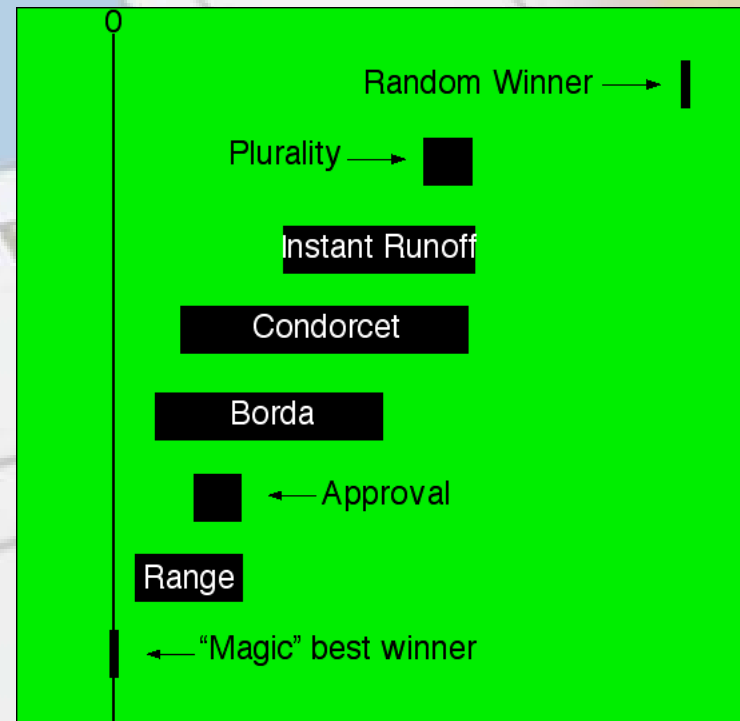 0
Random Winner
Plurality
Instant Runoff
Condorcet
Borda
Approval
Range
“Magic” best winner